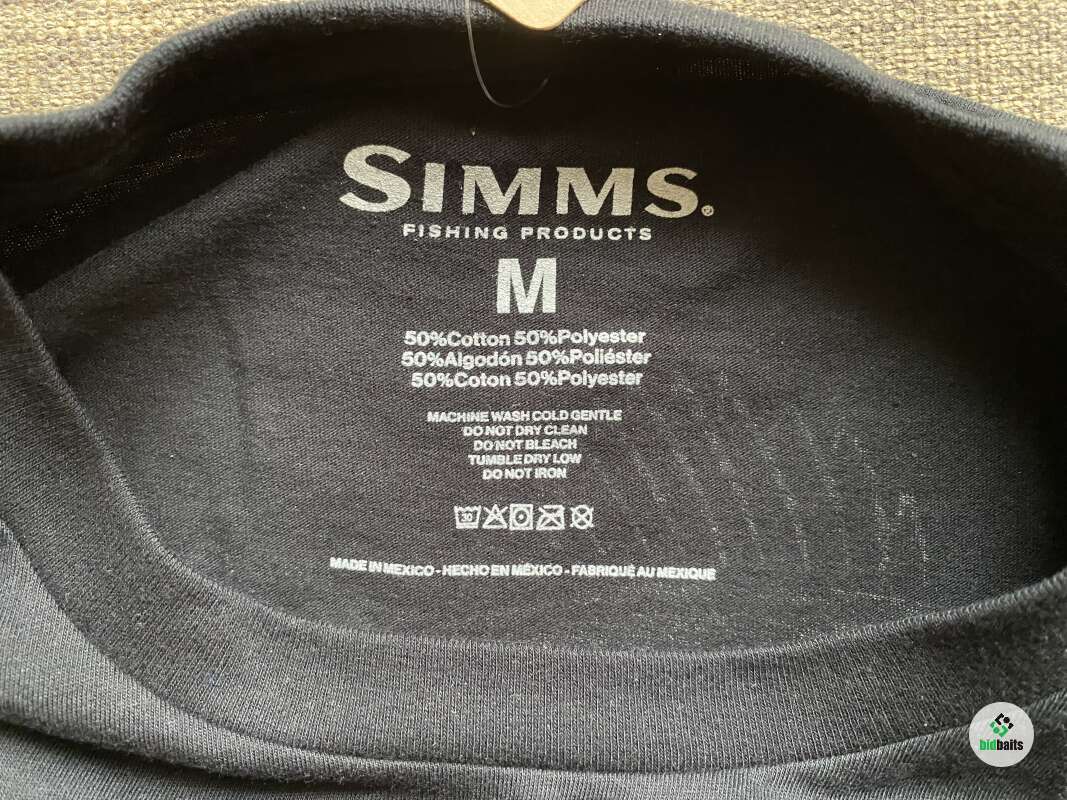 SIMMS®
FISHING PRODUCTS
M
50%Cotton 50%Polyester
50%Algodón 50%Poliéster
50%Coton 50%Polyester
MACHINE WASH COLD GENTLE
DO NOT DRY CLEAN
DO NOT BLEACH
TUMBLE DRY LOW
DO NOT IRON
30
MADE IN MEXICO - HECHO EN MÉXICO - FABRIQUÉ AU MEXIQUE
bidbaits